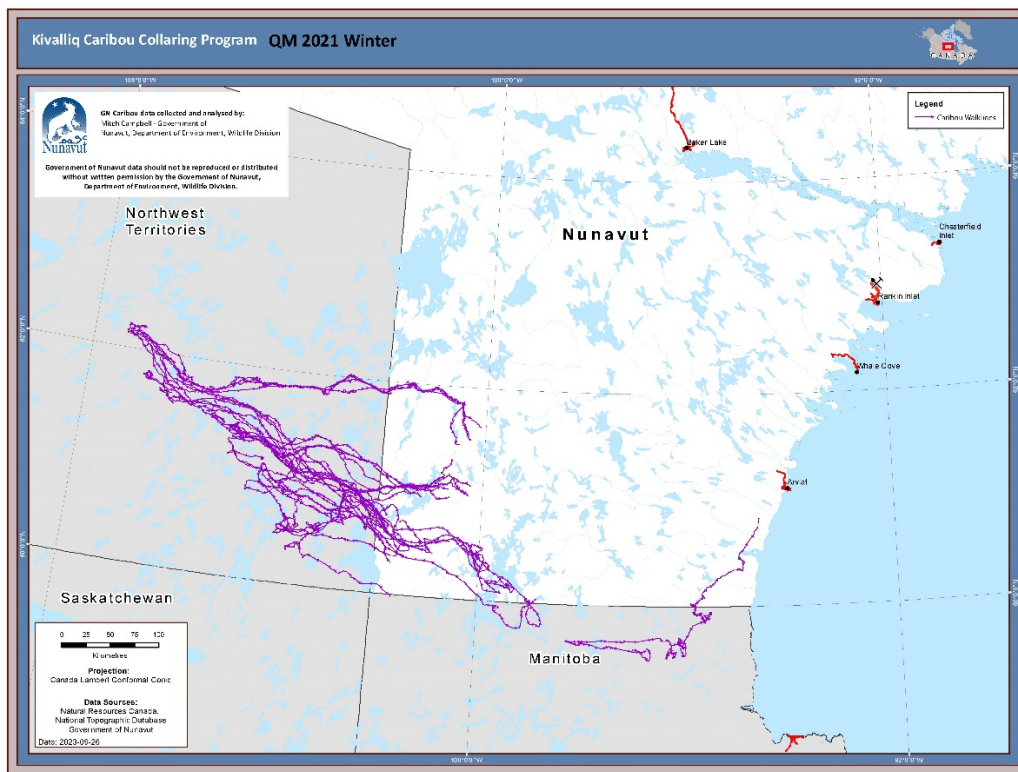 Kivalliq Caribou Collaring Program QM 2021 Winter
CANADA
Nunavut
GN Caribou data collected and analysed by:
Mitch Campbell - Government of
Nunavut, Department of Environment, Wildlife Division
Government of Nunavut data should not be reproduced or distributed
without written permission by the Government of Nunavut,
Department of Environment, Wildlife Division.
Legend
Caribou Walklines
Baker Lake
Northwest
Territories
Nunavut
Chesterfield
Inlet
Rankin Inlet
Whale Cove
Arviat
Saskatchewan
Manitoba
0 25 50 75 100
Kilometres
Projection:
Canada Lambert Conformal Conic
Data Sources:
Natural Resources Canada,
National Topographic Database
Government of Nunavut
Date: 2023-09-26